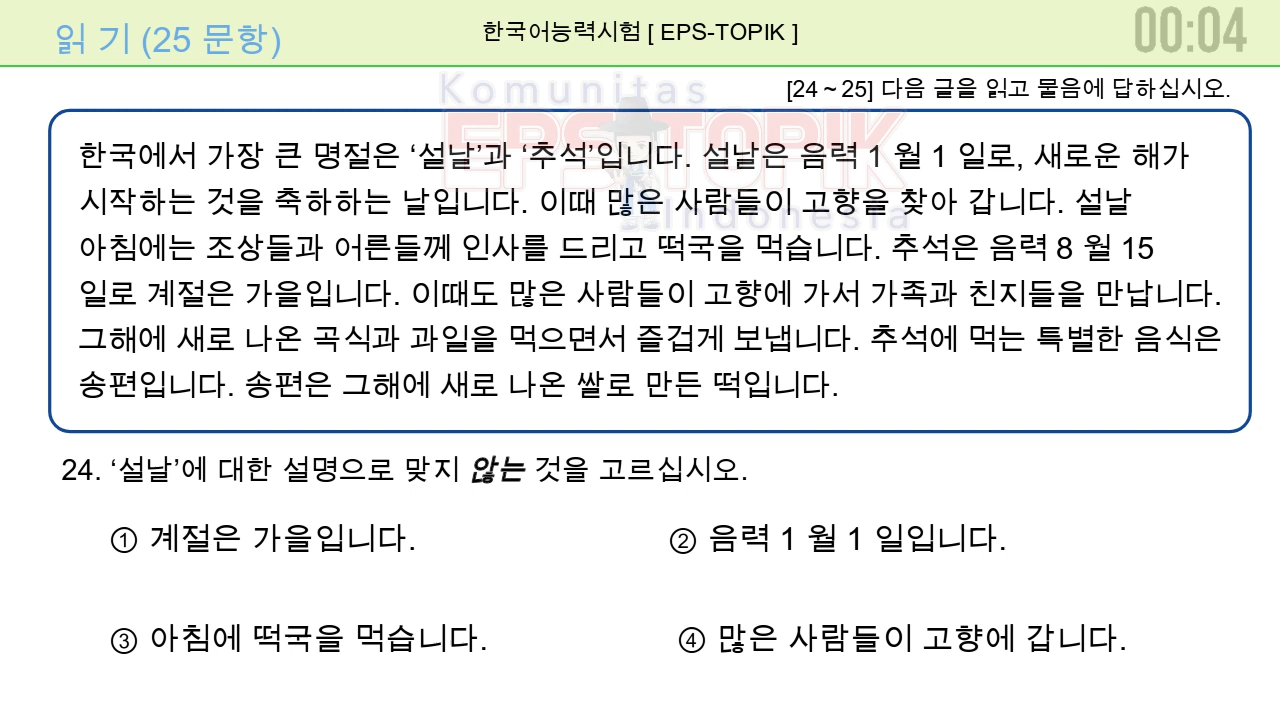 읽 기 (25 문항)
한국어능력시험 [ EPS-TOPIK ]
00:04
Komunitas
EPS TOPIK
Indonesia
[24 ~ 25] 다음 글을 읽고 물음에 답하십시오.
한국에서 가장 큰 명절은 ‘설날’과 ‘추석’입니다. 설날은 음력 1 월 1 일로, 새로운 해가
시작하는 것을 축하하는 날입니다. 이때 많은 사람들이 고향을 찾아 갑니다. 설날
아침에는 조상들과 어른들께 인사를 드리고 떡국을 먹습니다. 추석은 음력 8 월 15
일로 계절은 가을입니다. 이때도 많은 사람들이 고향에 가서 가족과 친지들을 만납니다.
그해에 새로 나온 곡식과 과일을 먹으면서 즐겁게 보냅니다. 추석에 먹는 특별한 음식은
송편입니다. 송편은 그해에 새로 나온 쌀로 만든 떡입니다.
24. ‘설날’에 대한 설명으로 맞지 않는 것을 고르십시오.
① 계절은 가을입니다.
② 음력 1 월 1 일입니다.
③ 아침에 떡국을 먹습니다.
④ 많은 사람들이 고향에 갑니다.